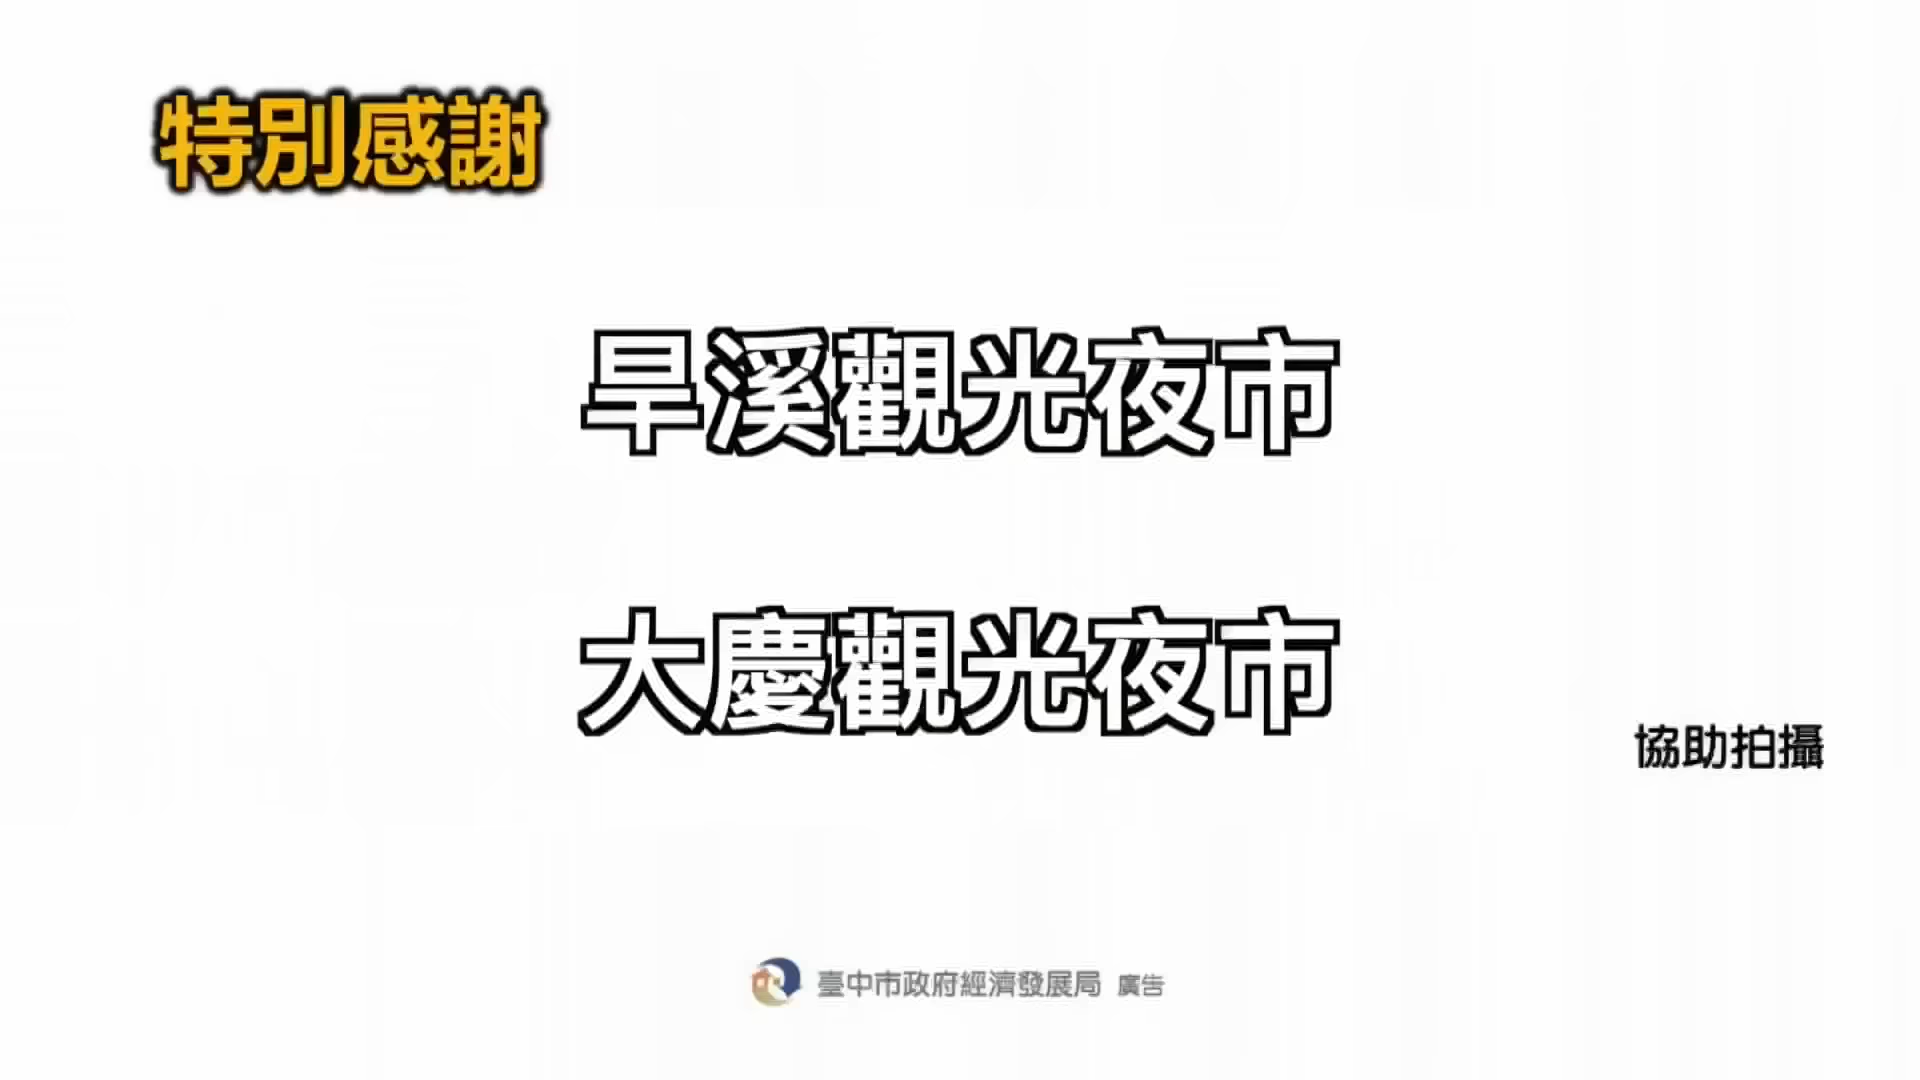 特別感謝
旱溪觀光夜市
大慶觀光夜市
協助拍攝
臺中市政府經濟發展局 廣告